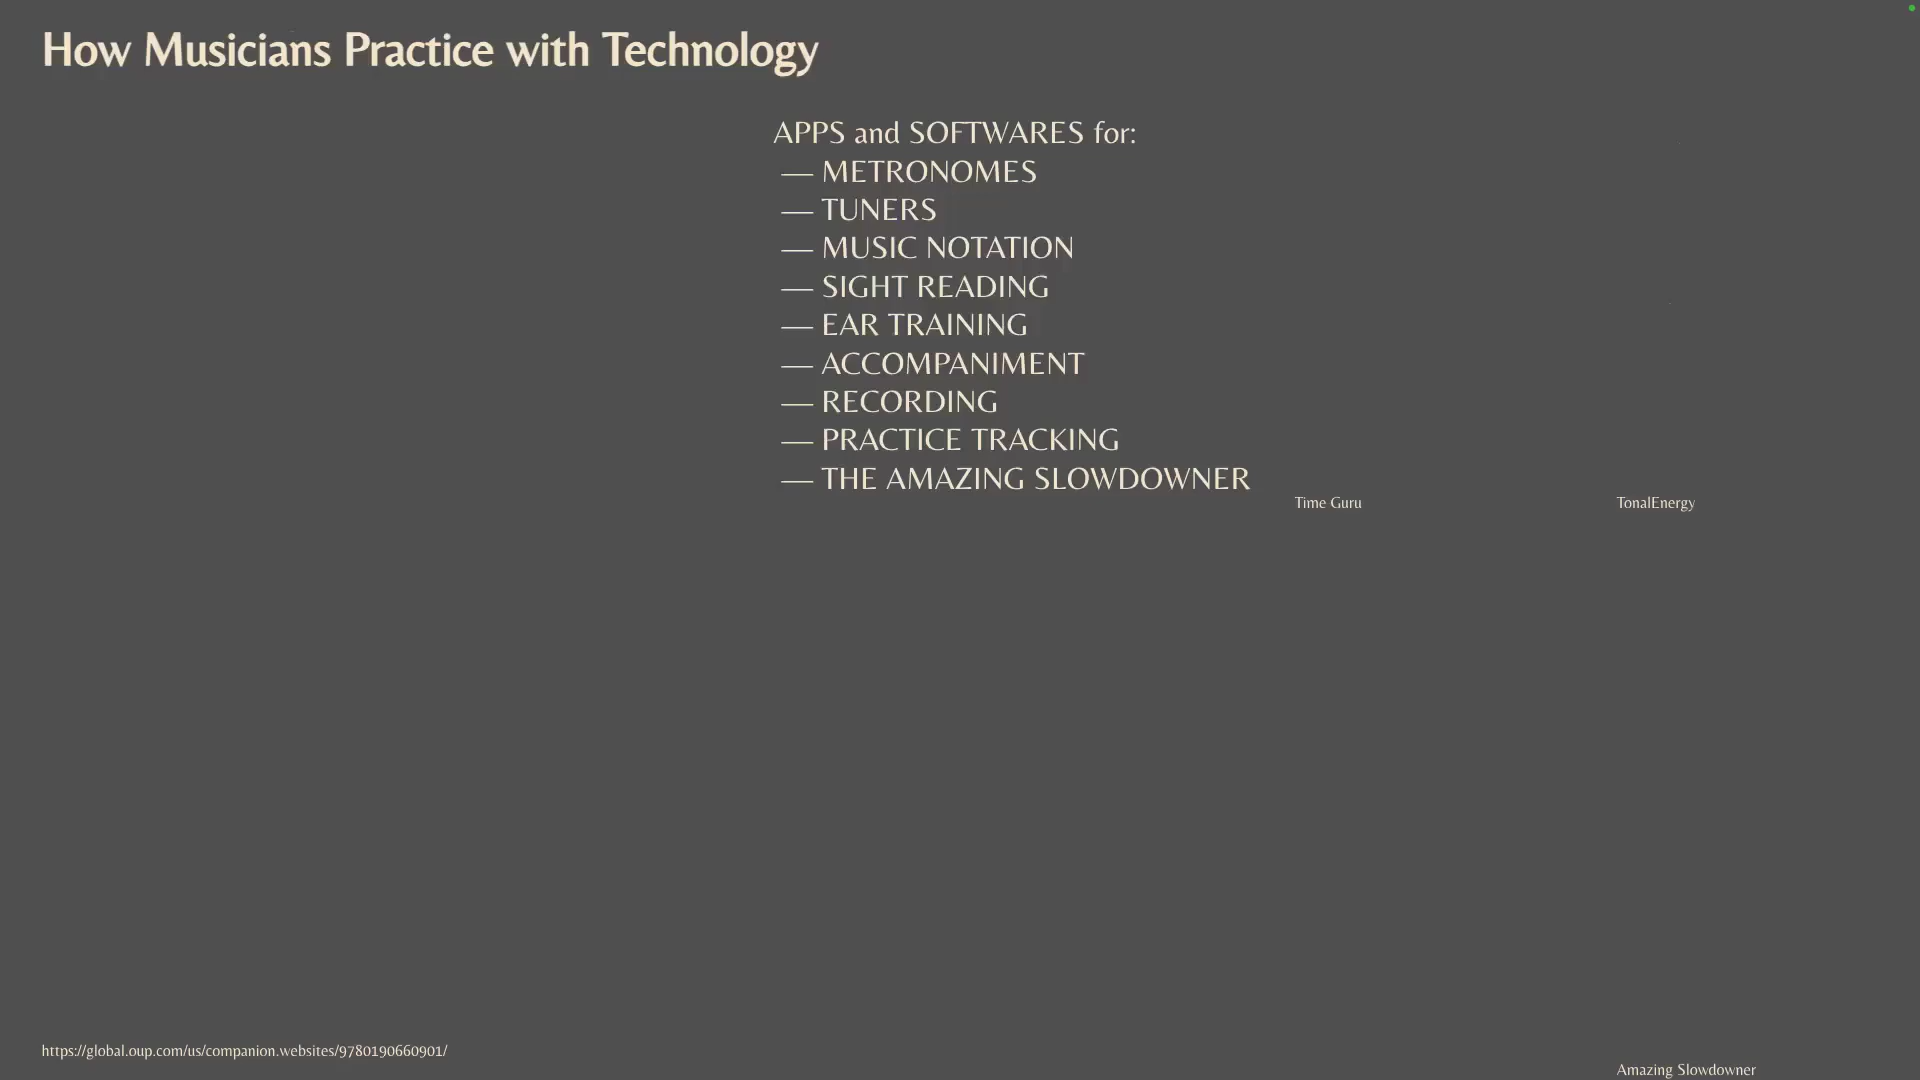 How Musicians Practice with Technology
APPS and SOFTWARES for:
— METRONOMES
— TUNERS
— MUSIC NOTATION
— SIGHT READING
— EAR TRAINING
— ACCOMPANIMENT
— RECORDING
— PRACTICE TRACKING
— THE AMAZING SLOWDOWNER
Time Guru
TonalEnergy
https://global.oup.com/us/companion.websites/9780190660901/
Amazing Slowdowner